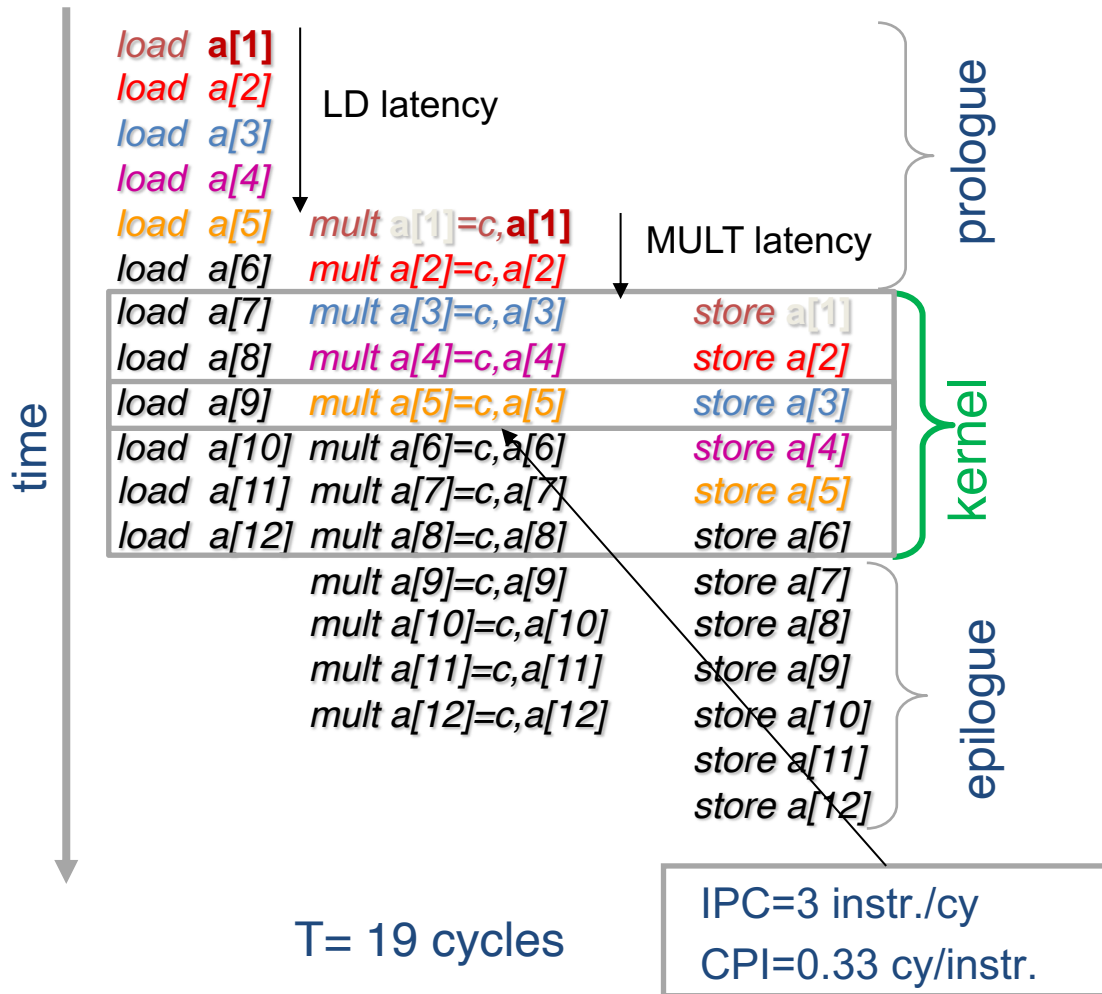 load a[1]
load a[2]
LD latency
load a[3]
load a[4]
load a[5] mult a[1]=c,a[1]
MULT latency
load a[6] mult a[2]=c,a[2]
prologue
load a[7] mult a[3]=c,a[3] store a[1]
load a[8] mult a[4]=c,a[4] store a[2]
load a[9] mult a[5]=c,a[5] store a[3]
load a[10] mult a[6]=c,a[6] store a[4]
load a[11] mult a[7]=c,a[7] store a[5]
load a[12] mult a[8]=c,a[8] store a[6]
kernel
time
mult a[9]=c,a[9] store a[7]
mult a[10]=c,a[10] store a[8]
mult a[11]=c,a[11] store a[9]
mult a[12]=c,a[12] store a[10]
store a[11]
store a[12]
epilogue
T= 19 cycles
IPC=3 instr./cy
CPI=0.33 cy/instr.